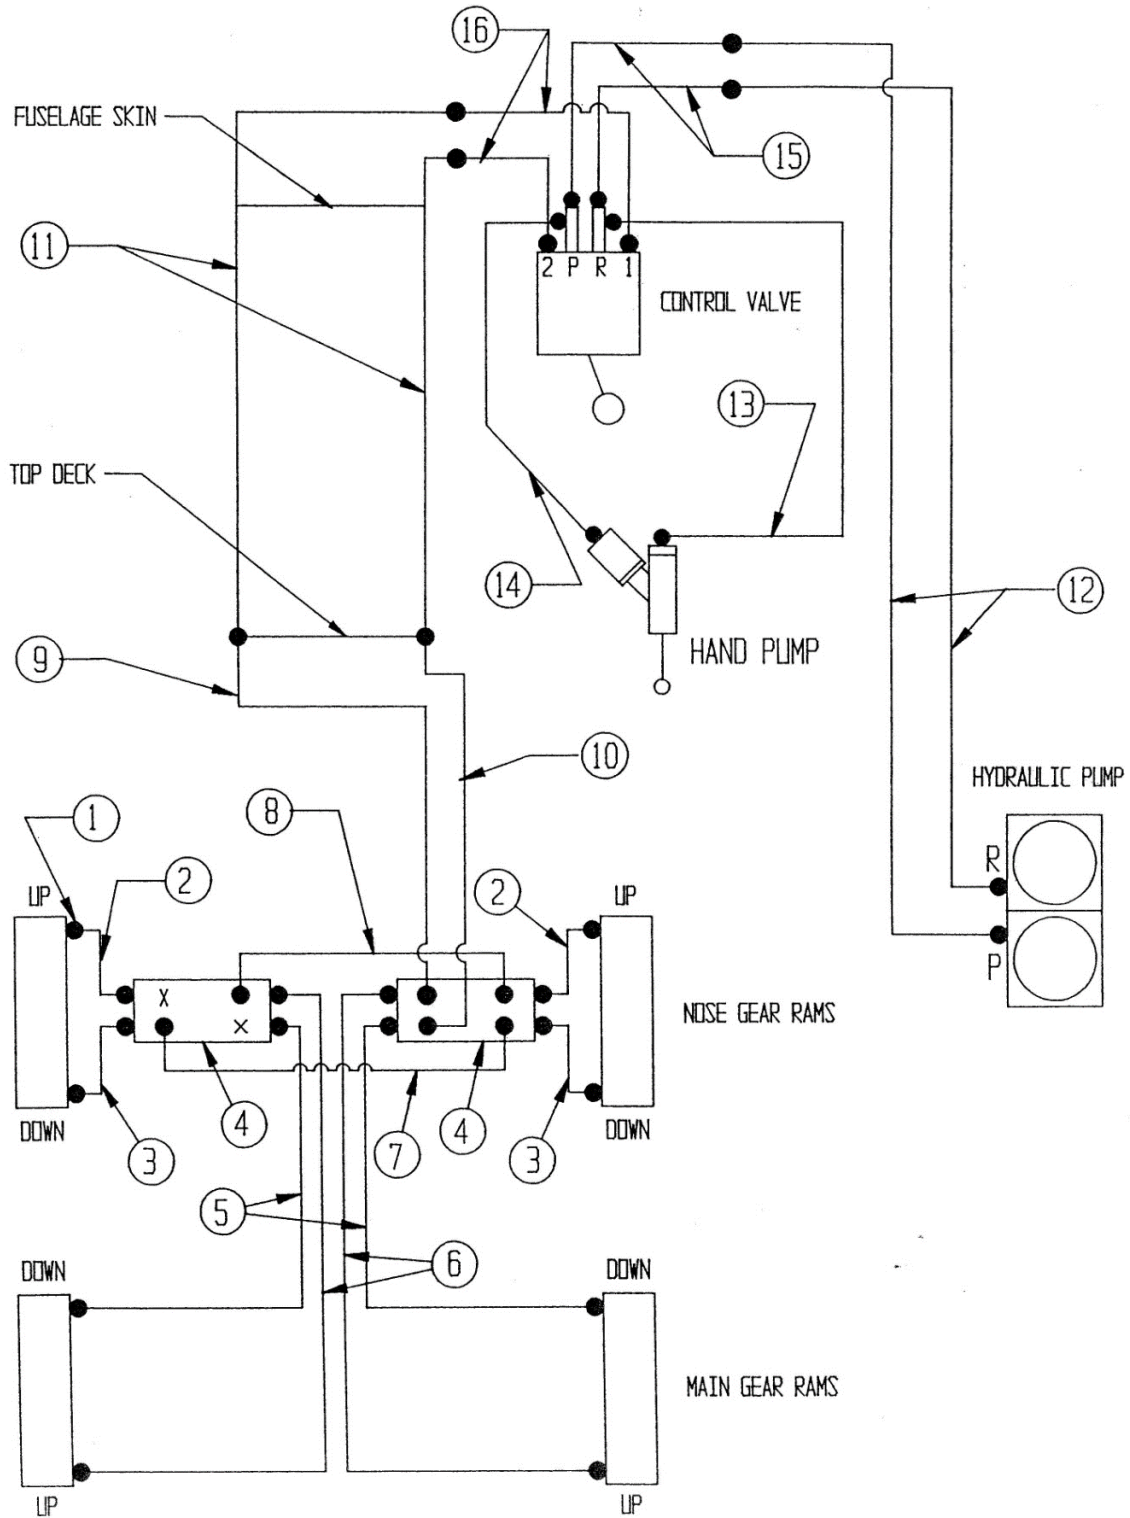 16
FUSELAGE SKIN
15
11
2 P R 1
CONTROL VALVE
13
TOP DECK
14
12
HAND PUMP
9
10
HYDRAULIC PUMP
1
8
R
2
2
UP
UP
P
X
NOSE GEAR RAMS
X
4
4
DOWN
DOWN
3
7
3
5
6
DOWN
DOWN
MAIN GEAR RAMS
UP
UP